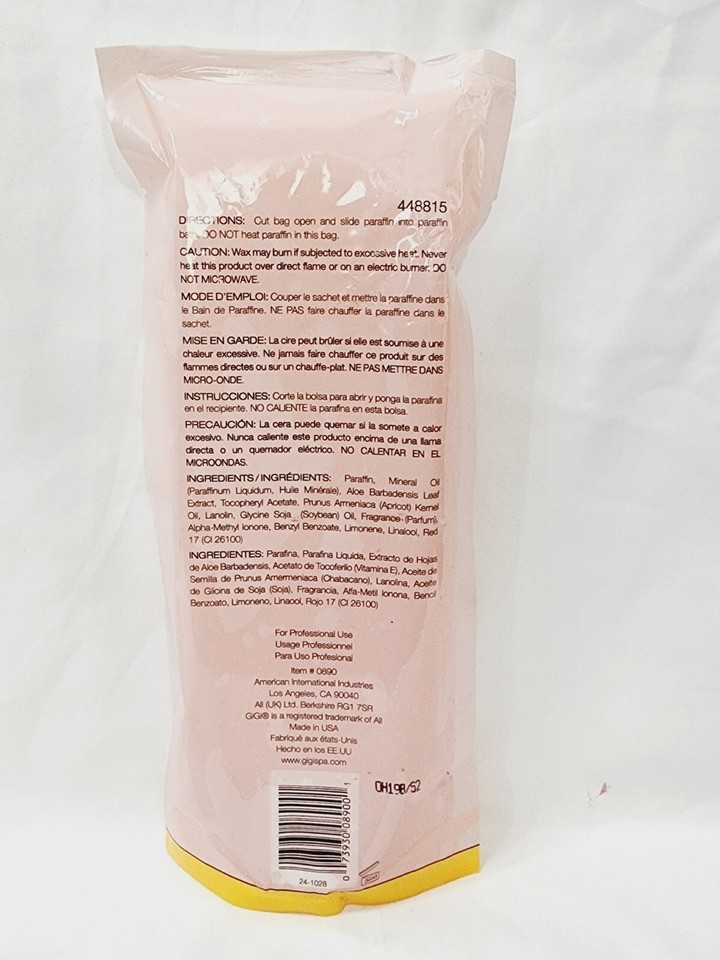 448815
DIRECTIONS: Cut bag open and slide paraffin into paraffin
bath. DO NOT heat paraffin in this bag.
CAUTION: Wax may burn if subjected to excessive heat. Never
heat this product over direct flame or on an electric burner. DO
NOT MICROWAVE.
MODE D'EMPLOI: Couper le sachet et mettre la paraffine dans
le Bain de Paraffine. NE PAS faire chauffer la paraffine dans le
sachet.
MISE EN GARDE: La cire peut brûler si elle est soumise à une
chaleur excessive. Ne jamais faire chauffer ce produit sur des
flammes directes ou sur un chauffe-plat. NE PAS METTRE DANS
MICRO-ONDE.
INSTRUCCIONES: Corte la bolsa para abrir y ponga la parafina
en el recipiente. NO CALIENTE la parafina en esta bolsa.
PRECAUCIÓN: La cera puede quemar si la somete a calor
excesivo. Nunca caliente este producto encima de una llama
directa o un quemador eléctrico. NO CALENTAR EN EL
MICROONDAS.
INGREDIENTS / INGRÉDIENTS: Paraffin, Mineral Oil
(Paraffinum Liquidum, Huile Minérale), Aloe Barbadensis Leaf
Extract, Tocopheryl Acetate, Prunus Armeniaca (Apricot) Kernel
Oil, Lanolin, Glycine Soja (Soybean) Oil, Fragrance (Parfum),
Alpha-Methyl Ionone, Benzyl Benzoate, Limonene, Linalool, Red
17 (CI 26100)
INGREDIENTES: Parafina, Parafina Liquida, Extracto de Hojas
de Aloe Barbadensis, Acetato de Tocoferilo (Vitamina E), Aceite de
Semilla de Prunus Amermeniaca (Chabacano), Lanolina, Aceite
de Glicina de Soja (Soja), Fragrancia, Alfa-Metil Ionona, Bencil
Benzoato, Limoneno, Linaool, Rojo 17 (CI 26100)
For Professional Use
Usage Professionnel
Para Uso Profesional
Item # 0890
American International Industries
Los Angeles, CA 90040
AII (UK) Ltd. Berkshire RG1 7SR
GiGi® is a registered trademark of AII
Made in USA
Fabriqué aux états-Unis
Hecho en los EE.UU
www.gigispa.com
0H198/52
0 73930 08900 1
24-1028